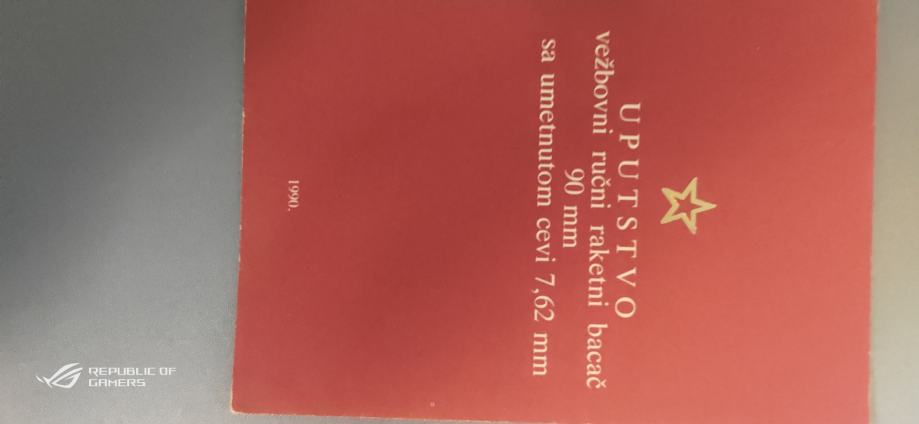 UPUTSTVO
vežbovni ručni raketni bacač
90 mm
sa umetnutom cevi 7,62 mm
1990.
REPUBLIC OF
GAMERS